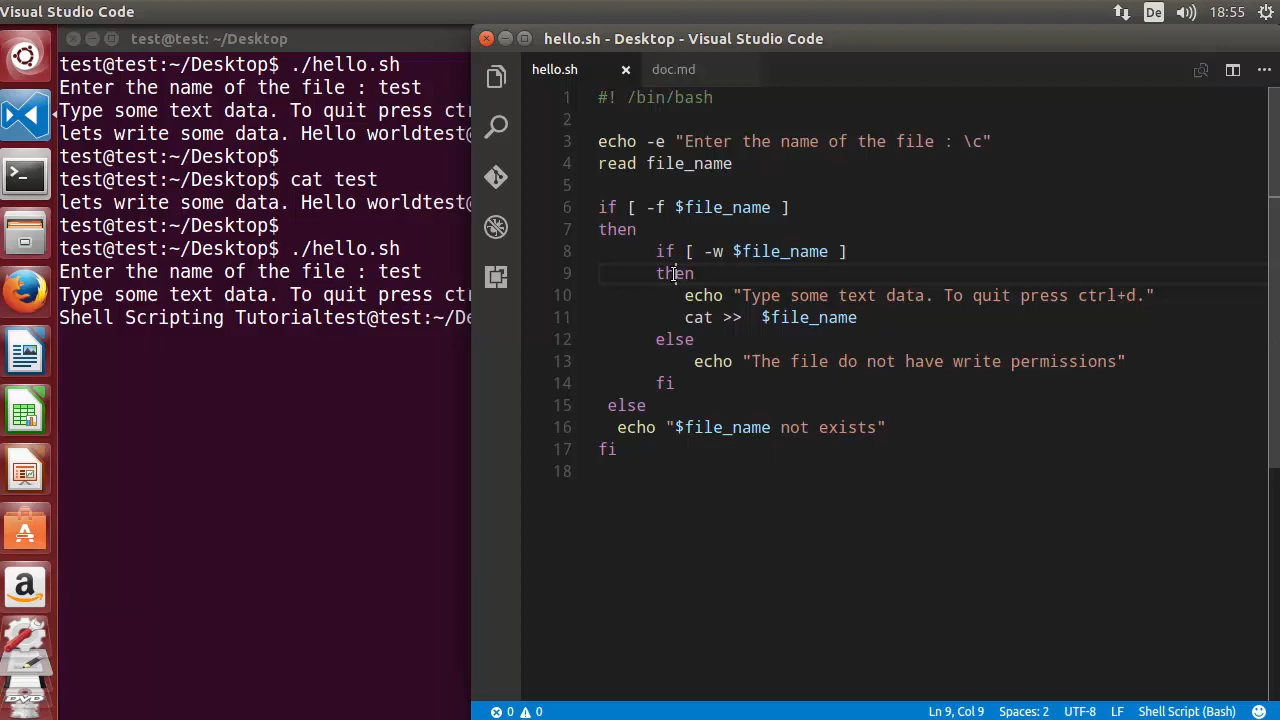 Visual Studio Code
De
18:55
test@test: ~/Desktop
test@test:~/Desktop$ ./hello.sh
Enter the name of the file : test
Type some text data. To quit press ctr
lets write some data. Hello worldtest@
test@test:~/Desktop$
test@test:~/Desktop$ cat test
lets write some data. Hello worldtest@
test@test:~/Desktop$
test@test:~/Desktop$ ./hello.sh
Enter the name of the file : test
Type some text data. To quit press ctr
Shell Scripting Tutorialtest@test:~/De
hello.sh - Desktop - Visual Studio Code
hello.sh
doc.md
1 #! /bin/bash
2
3 echo -e "Enter the name of the file : \c"
4 read file_name
5
6 if [ -f $file_name ]
7 then
8 if [ -w $file_name ]
9 then
10 echo "Type some text data. To quit press ctrl+d."
11 cat >>  $file_name
12 else
13 echo "The file do not have write permissions"
14 fi
15 else
16 echo "$file_name not exists"
17 fi
18
0 0
Ln 9, Col 9
Spaces: 2
UTF-8
LF
Shell Script (Bash)